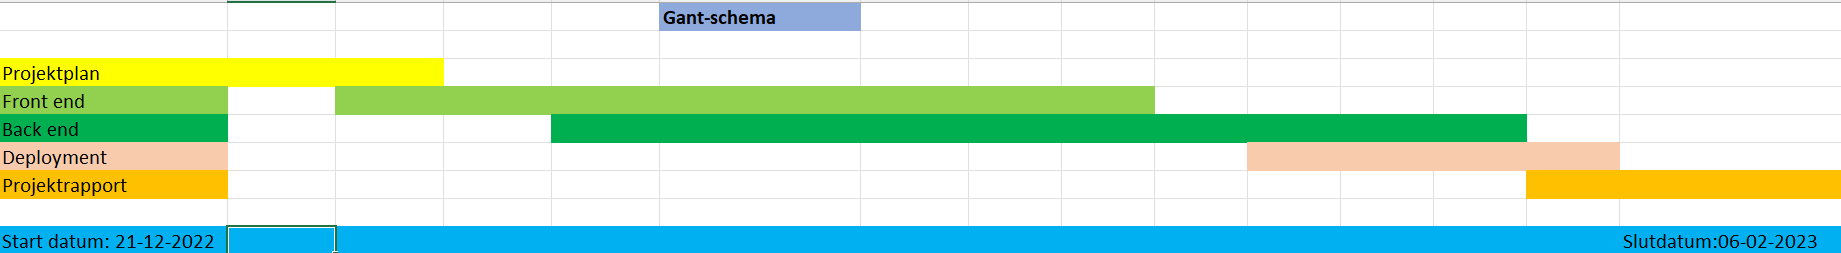 Gant-schema
Projektplan
Front end
Back end
Deployment
Projektrapport
Start datum: 21-12-2022
Slutdatum:06-02-2023